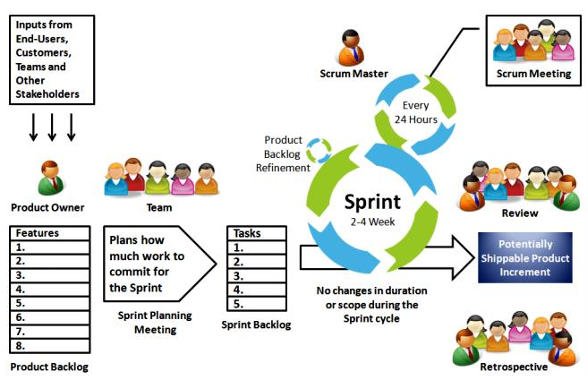 Inputs from
End-Users,
Customers,
Teams and
Other
Stakeholders
Product Owner
Team
Features
1.
2.
3.
4.
5.
6.
7.
8.
Product Backlog
Plans how
much work to
commit for
the Sprint
Sprint Planning
Meeting
Tasks
1.
2.
3.
4.
5.
Sprint Backlog
Product
Backlog
Refinement
Scrum Master
Every
24 Hours
Sprint
2-4 Week
No changes in duration
or scope during the
Sprint cycle
Scrum Meeting
Review
Potentially
Shippable Product
Increment
Retrospective